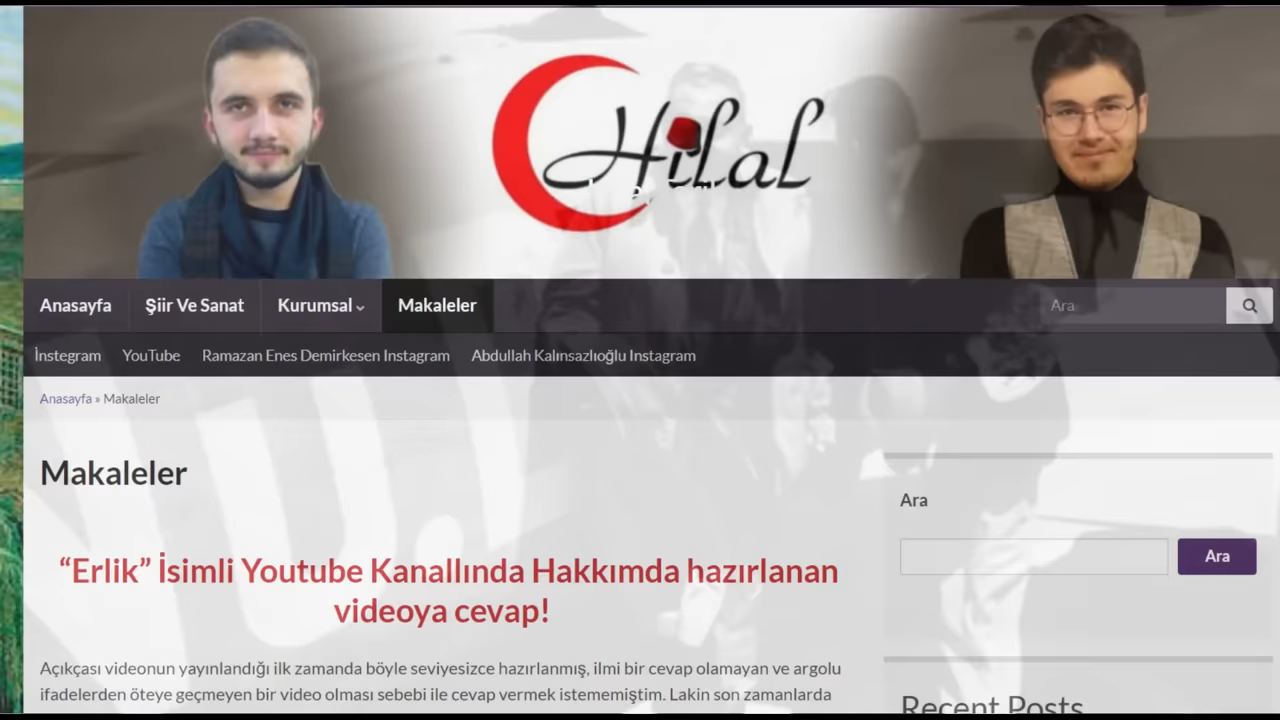 Hilal
Anasayfa
Şiir Ve Sanat
Kurumsal
Makaleler
Ara
İnstegram
YouTube
Ramazan Enes Demirkesen Instagram
Abdullah Kalınsazlıoğlu Instagram
Anasayfa » Makaleler
Makaleler
“Erlik” İsimli Youtube Kanallında Hakkımda hazırlanan
videoya cevap!
Açıkçası videonun yayınlandığı ilk zamanda böyle seviyesizce hazırlanmış, ilmi bir cevap olamayan ve argolu
ifadelerden öteye geçmeyen bir video olması sebebi ile cevap vermek istememiştim. Lakin son zamanlarda
Ara
Ara
Recent Posts